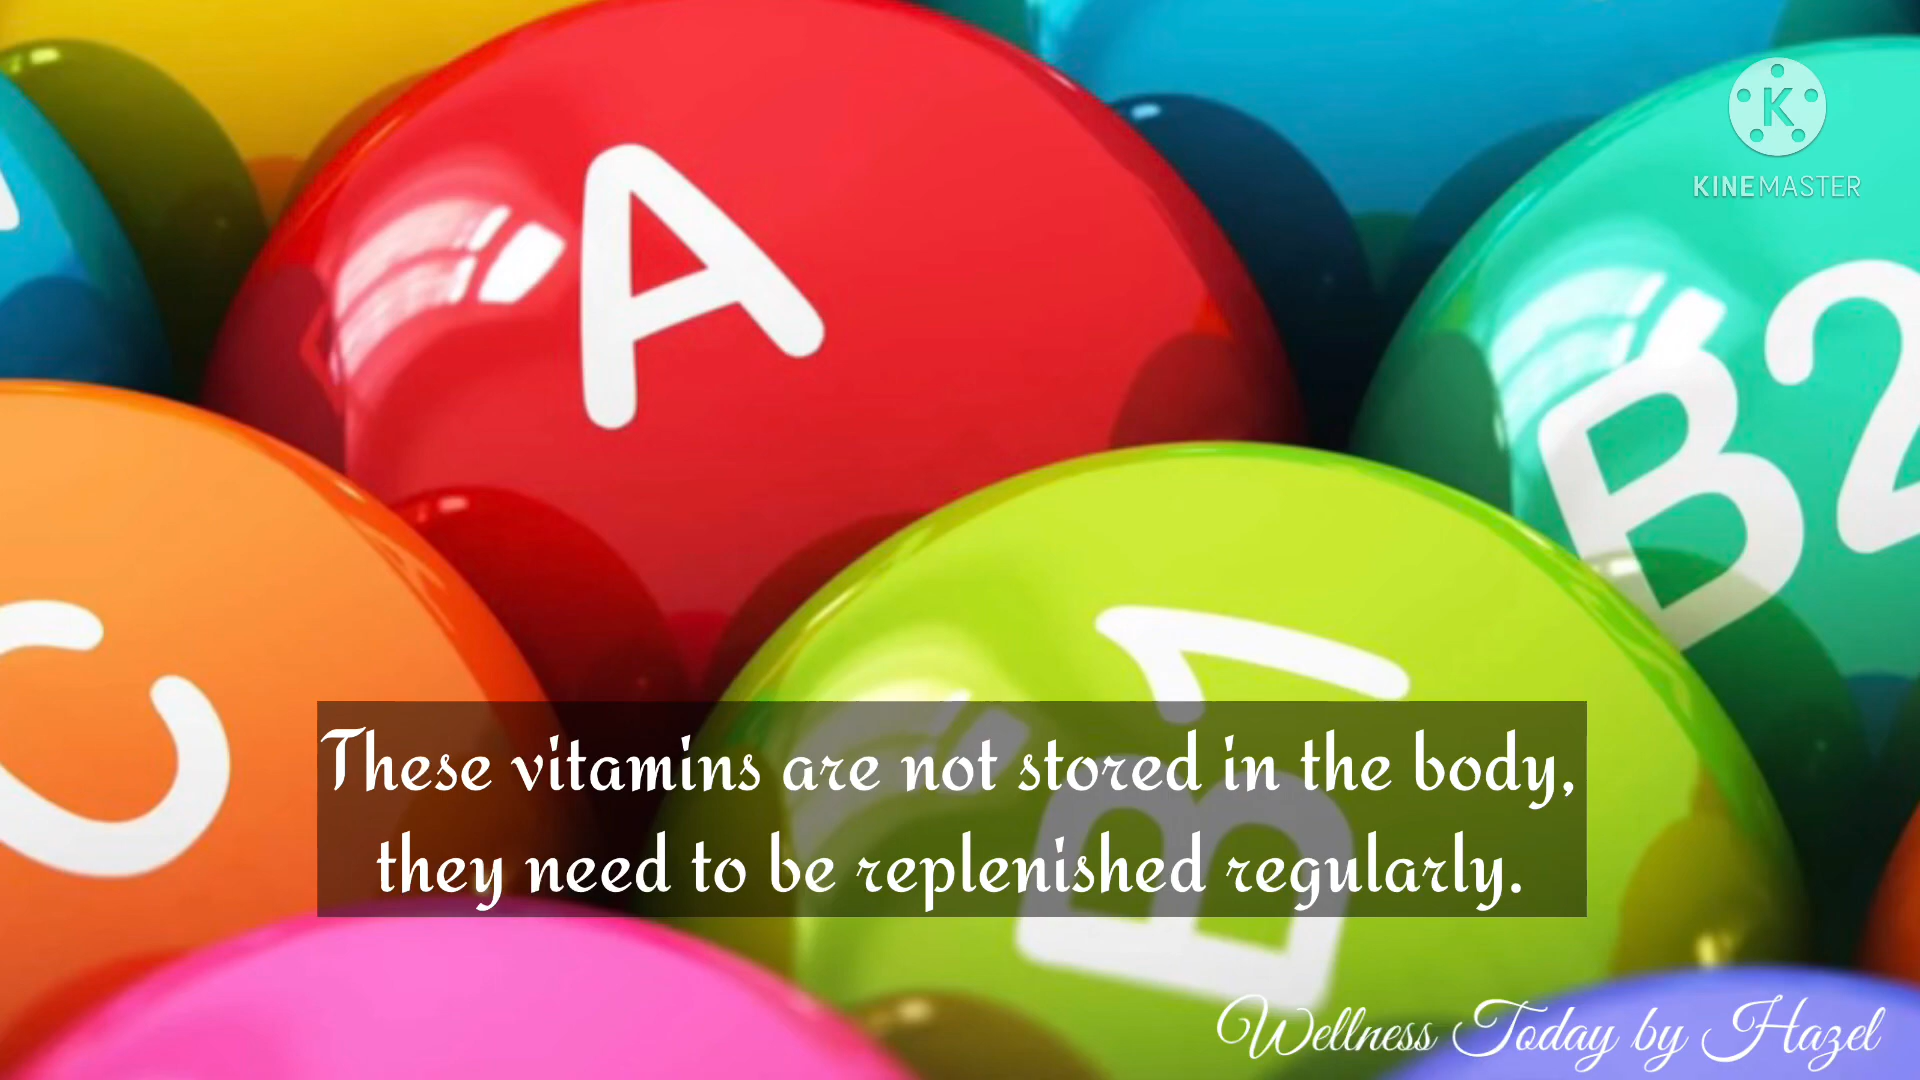 A
K
KINEMASTER
B2
C
B1
These vitamins are not stored in the body,
they need to be replenished regularly.
Wellness Today by Hazel